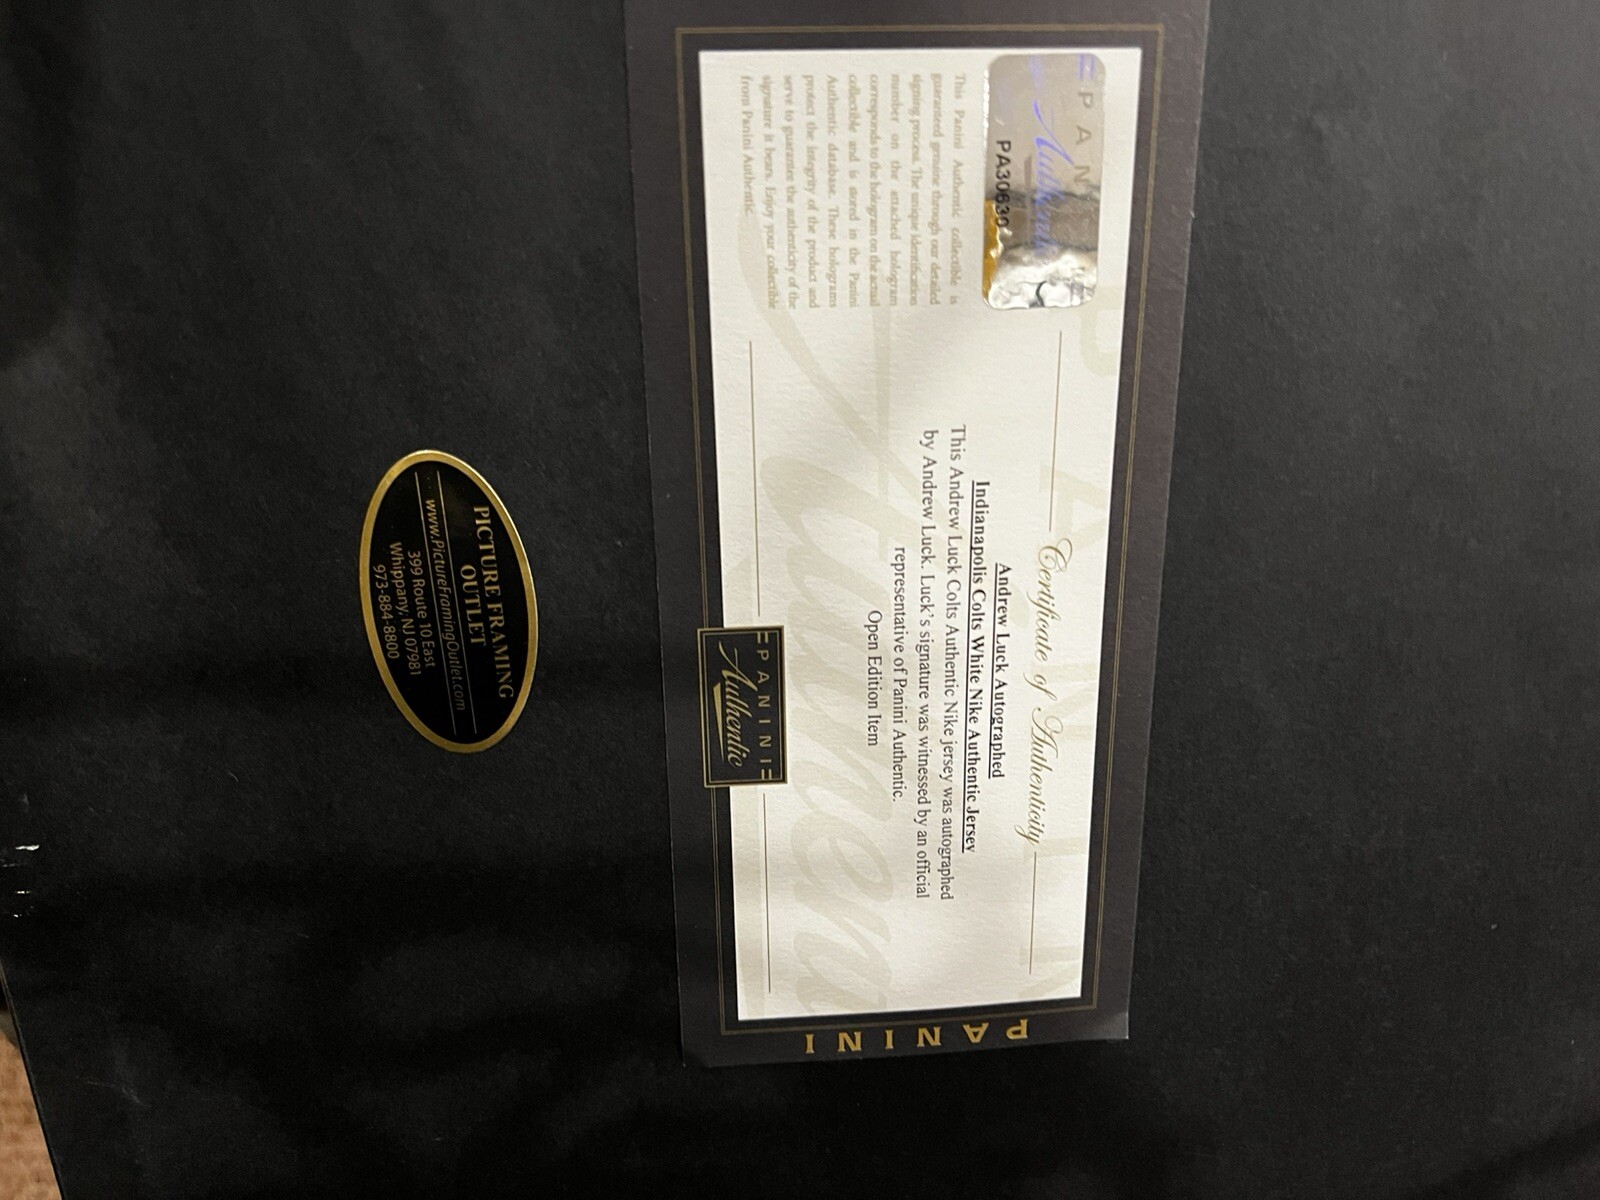 PANINI
Authentic
PA30630
This Panini Authentic collectible is
guaranteed genuine through our detailed
signing process. The unique identification
number on the attached hologram
corresponds to the hologram on the actual
collectible and is stored in the Panini
Authentic database. These holograms
protect the integrity of the product and
serve to guarantee the authenticity of the
signature it bears. Enjoy your collectible
from Panini Authentic.
Certificate of Authenticity
Andrew Luck Autographed
Indianapolis Colts White Nike Authentic Jersey
This Andrew Luck Colts Authentic Nike jersey was autographed
by Andrew Luck. Luck's signature was witnessed by an official
representative of Panini Authentic.
Open Edition Item
PANINI
Authentic
PANINI
PICTURE FRAMING
OUTLET
www.PictureFramingOutlet.com
399 Route 10 East
Whippany, NJ 07981
973-884-8800